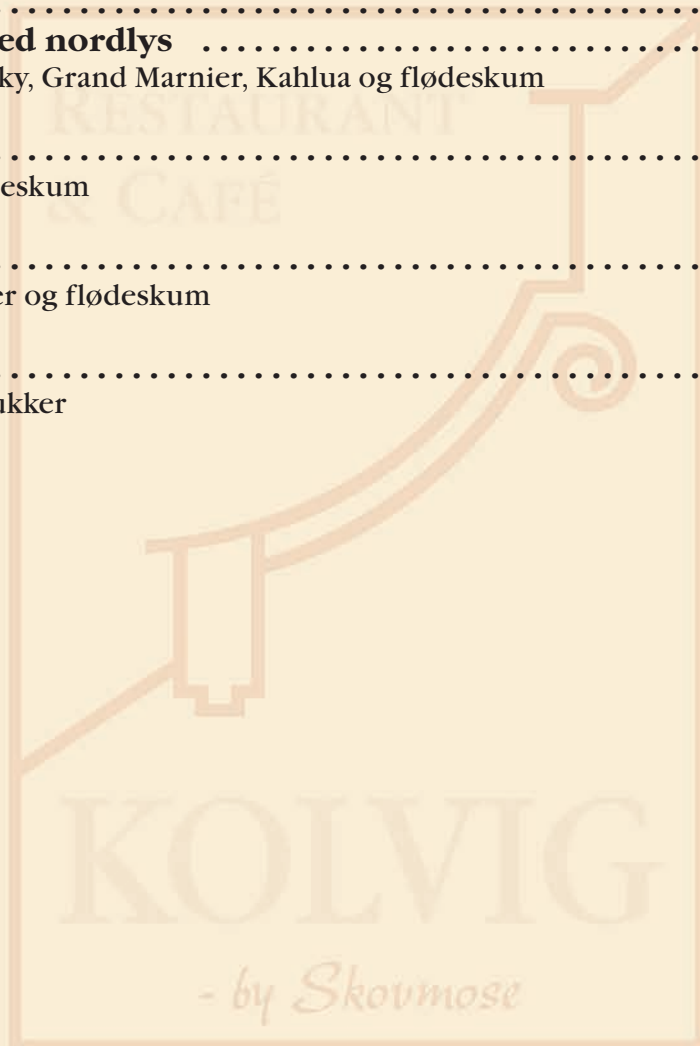 ed nordlys
ky, Grand Marnier, Kahlua og flødeskum
RESTAURANT
eskum
& CAFÉ
er og flødeskum
ukker
KOLVIG
- by Skovmose